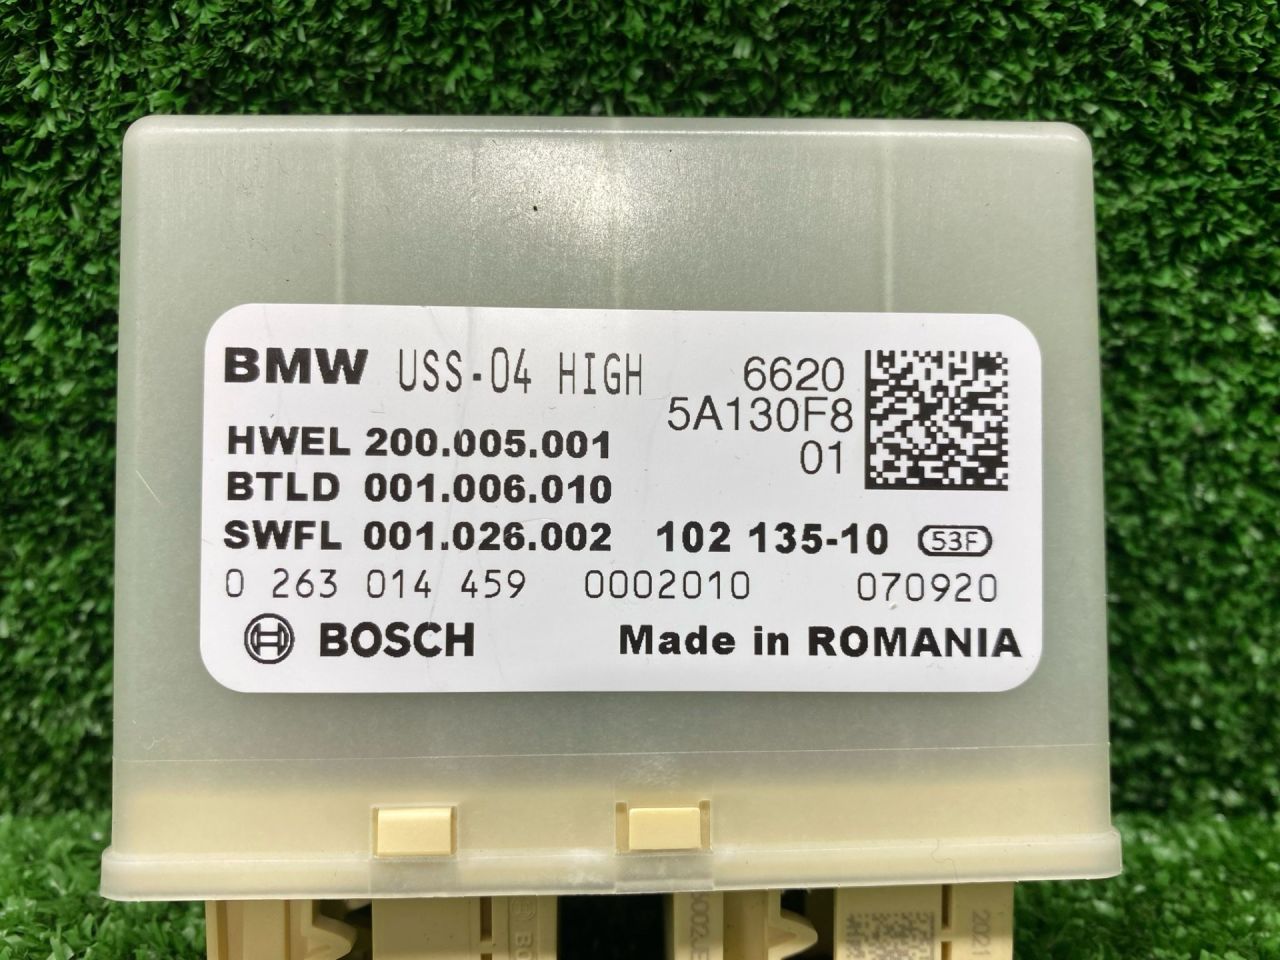 BMW USS-04 HIGH 6620
5A130F8
01
HWEL 200.005.001
BTLD 001.006.010
SWFL 001.026.002 102 135-10 53F
0 263 014 459 0002010 070920
BOSCH Made in ROMANIA
2021